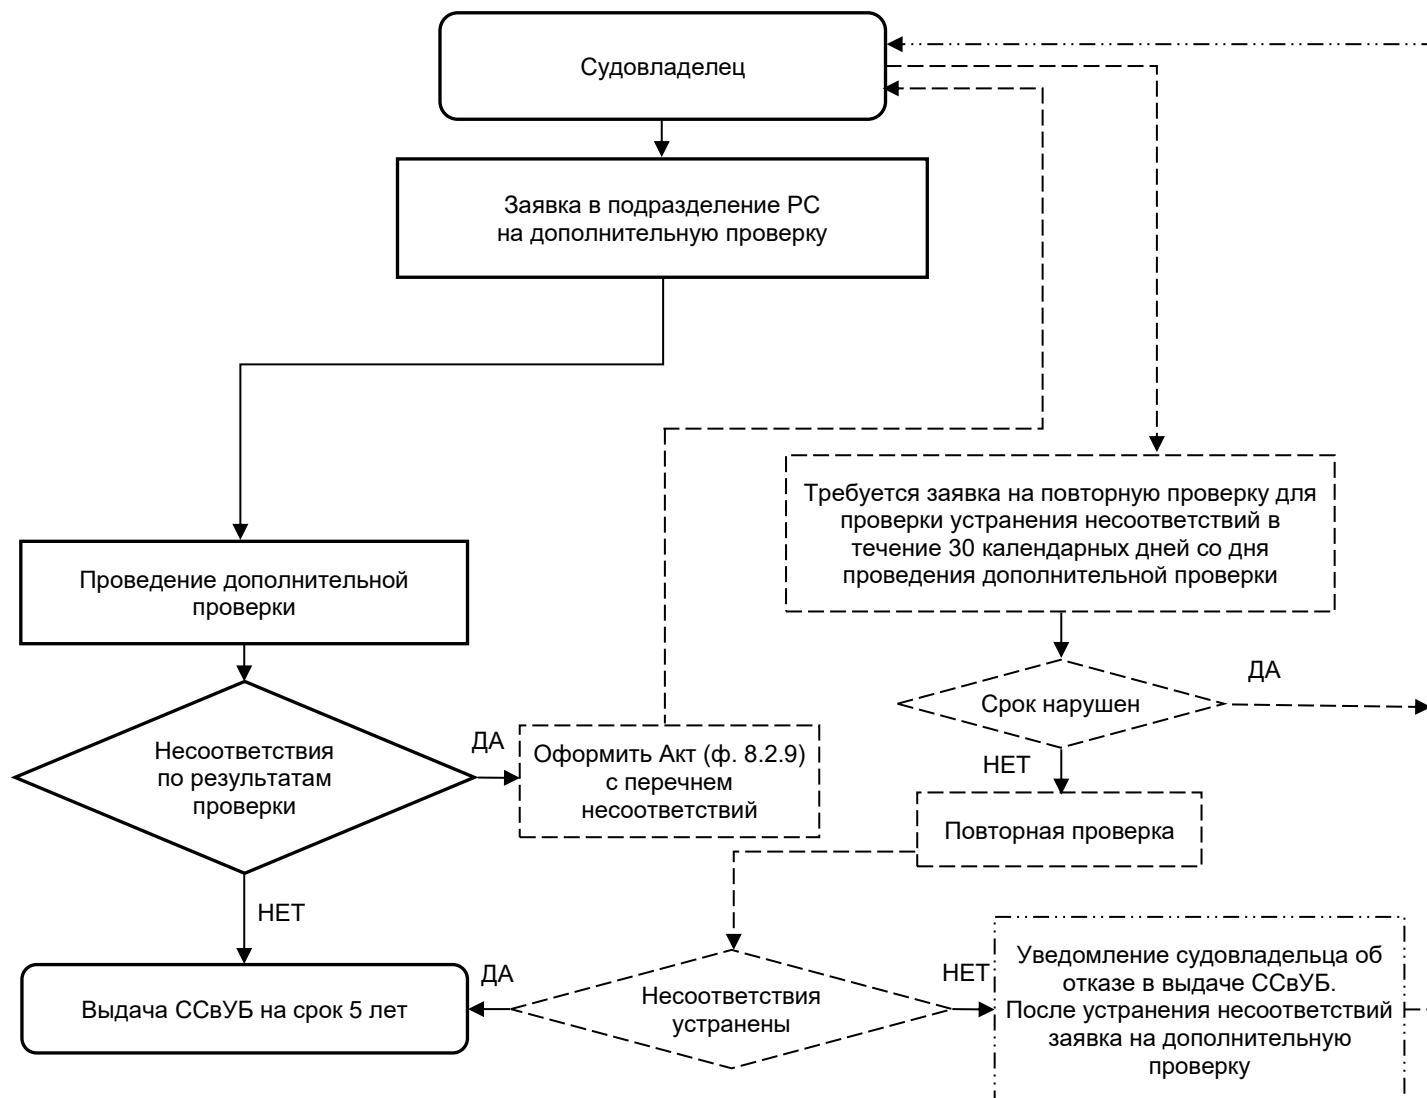 Судовладелец
Заявка в подразделение РС
на дополнительную проверку
Требуется заявка на повторную проверку для
проверки устранения несоответствий в
течение 30 календарных дней со дня
проведения дополнительной проверки
Проведение дополнительной
проверки
ДА
Срок нарушен
НЕТ
Несоответствия
по результатам
проверки
ДА
Оформить Акт (ф. 8.2.9)
с перечнем
несоответствий
Повторная проверка
НЕТ
Выдача ССвУБ на срок 5 лет
ДА
Несоответствия
устранены
НЕТ
Уведомление судовладельца об
отказе в выдаче ССвУБ.
После устранения несоответствий
заявка на дополнительную
проверку